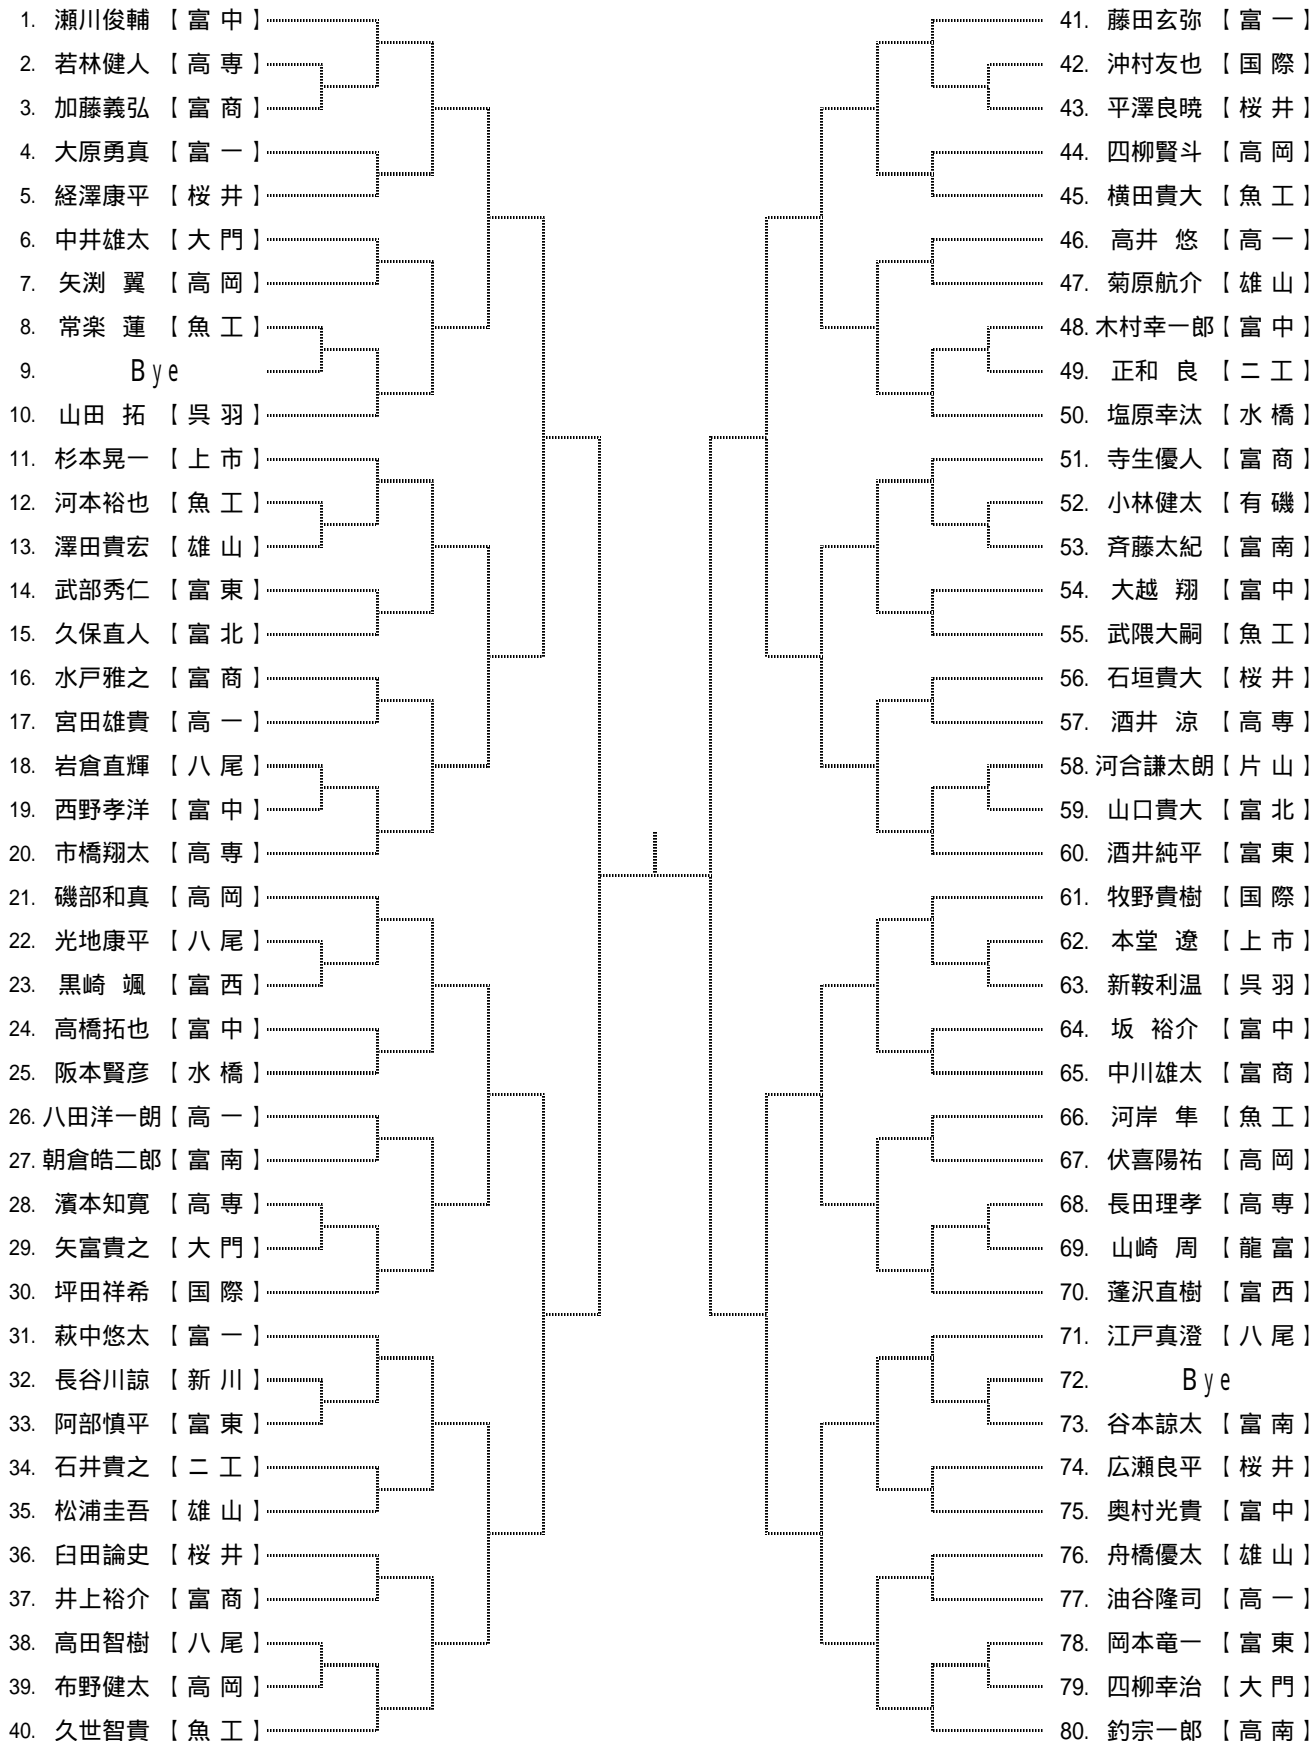 1. 瀬川俊輔 【 富 中 】
2. 若林健人 【 高 専 】
3. 加藤義弘 【 富 商 】
4. 大原勇真 【 富 一 】
5. 経澤康平 【 桜 井 】
6. 中井雄太 【 大 門 】
7. 矢渕 翼 【 高 岡 】
8. 常楽 蓮 【 魚 工 】
9. Bye
10. 山田 拓 【 呉 羽 】
11. 杉本晃一 【 上 市 】
12. 河本裕也 【 魚 工 】
13. 澤田貴宏 【 雄 山 】
14. 武部秀仁 【 富 東 】
15. 久保直人 【 富 北 】
16. 水戸雅之 【 富 商 】
17. 宮田雄貴 【 高 一 】
18. 岩倉直輝 【 八 尾 】
19. 西野孝洋 【 富 中 】
20. 市橋翔太 【 高 専 】
21. 磯部和真 【 高 岡 】
22. 光地康平 【 八 尾 】
23. 黒崎 颯 【 富 西 】
24. 高橋拓也 【 富 中 】
25. 阪本賢彦 【 水 橋 】
26. 八田洋一朗 【 高 一 】
27. 朝倉皓二郎 【 富 南 】
28. 濱本知寛 【 高 専 】
29. 矢富貴之 【 大 門 】
30. 坪田祥希 【 国 際 】
31. 萩中悠太 【 富 一 】
32. 長谷川諒 【 新 川 】
33. 阿部慎平 【 富 東 】
34. 石井貴之 【 二 工 】
35. 松浦圭吾 【 雄 山 】
36. 臼田諭史 【 桜 井 】
37. 井上裕介 【 富 商 】
38. 高田智樹 【 八 尾 】
39. 布野健太 【 高 岡 】
40. 久世智貴 【 魚 工 】
41. 藤田玄弥 【 富 一 】
42. 沖村友也 【 国 際 】
43. 平澤良暁 【 桜 井 】
44. 四柳賢斗 【 高 岡 】
45. 横田貴大 【 魚 工 】
46. 高井 悠 【 高 一 】
47. 菊原航介 【 雄 山 】
48. 木村幸一郎 【 富 中 】
49. 正和 良 【 二 工 】
50. 塩原幸汰 【 水 橋 】
51. 寺生優人 【 富 商 】
52. 小林健太 【 有 磯 】
53. 斉藤太紀 【 富 南 】
54. 大越 翔 【 富 中 】
55. 武隈大嗣 【 魚 工 】
56. 石垣貴大 【 桜 井 】
57. 酒井 涼 【 高 専 】
58. 河合謙太朗 【 片 山 】
59. 山口貴大 【 富 北 】
60. 酒井純平 【 富 東 】
61. 牧野貴樹 【 国 際 】
62. 本堂 遼 【 上 市 】
63. 新鞍利温 【 呉 羽 】
64. 坂 裕介 【 富 中 】
65. 中川雄太 【 富 商 】
66. 河岸 隼 【 魚 工 】
67. 伏喜陽祐 【 高 岡 】
68. 長田理孝 【 高 専 】
69. 山崎 周 【 龍 富 】
70. 蓬沢直樹 【 富 西 】
71. 江戸真澄 【 八 尾 】
72. Bye
73. 谷本諒太 【 富 南 】
74. 広瀬良平 【 桜 井 】
75. 奥村光貴 【 富 中 】
76. 舟橋優太 【 雄 山 】
77. 油谷隆司 【 高 一 】
78. 岡本竜一 【 富 東 】
79. 四柳幸治 【 大 門 】
80. 釣宗一郎 【 高 南 】